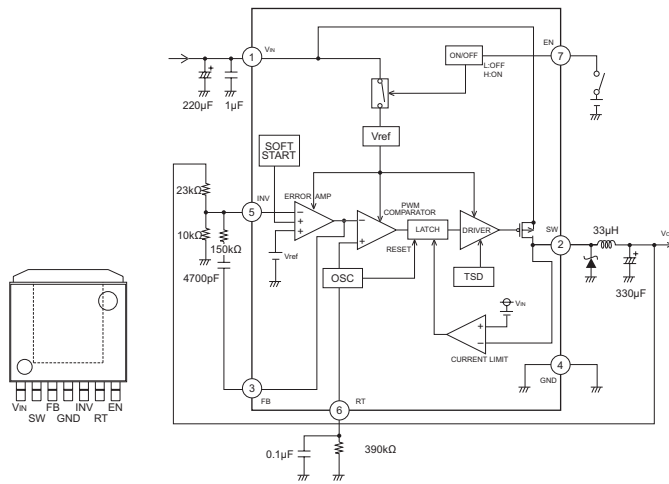 VIN
1
220µF
1µF
ON/OFF
L:OFF
H:ON
EN
7
Vref
SOFT
START
23kΩ
10kΩ
INV
5
150kΩ
4700pF
ERROR AMP
−
+
+
Vref
PWM
COMPARATOR
−
+
LATCH
RESET
DRIVER
OSC
TSD
SW
2
33µH
VO
330µF
VIN
+
−
CURRENT LIMIT
4
GND
3
FB
6
RT
0.1µF
390kΩ
VIN
SW
FB
GND
INV
RT
EN